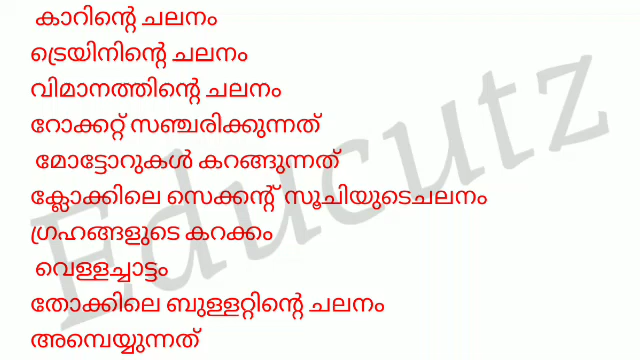 കാറിന്റെ ചലനം
ട്രെയിനിന്റെ ചലനം
വിമാനത്തിന്റെ ചലനം
റോക്കറ്റ് സഞ്ചരിക്കുന്നത്
മോട്ടോറുകൾ കറങ്ങുന്നത്
ക്ലോക്കിലെ സെക്കന്റ് സൂചിയുടെചലനം
ഗ്രഹങ്ങളുടെ കറക്കം
വെള്ളച്ചാട്ടം
തോക്കിലെ ബുള്ളറ്റിന്റെ ചലനം
അമ്പെയ്യുന്നത്
Educutz